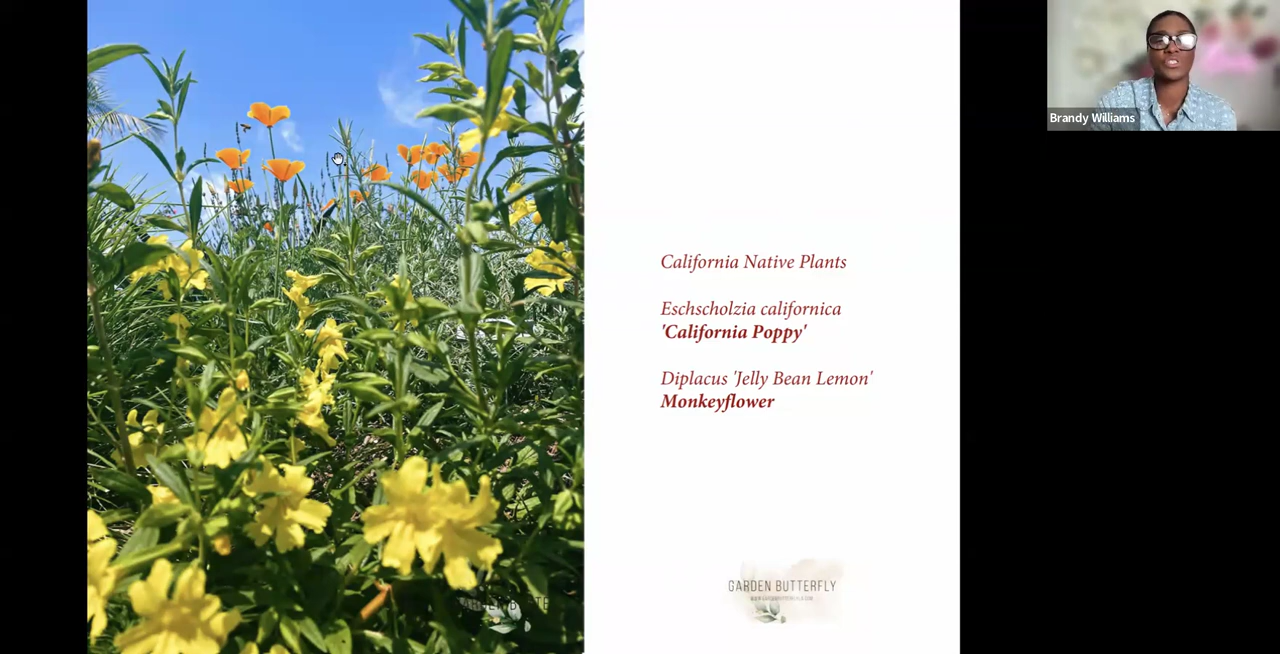 California Native Plants
Eschscholzia californica
'California Poppy'
Diplacus 'Jelly Bean Lemon'
Monkeyflower
GARDEN BUTTERFLY
Brandy Williams